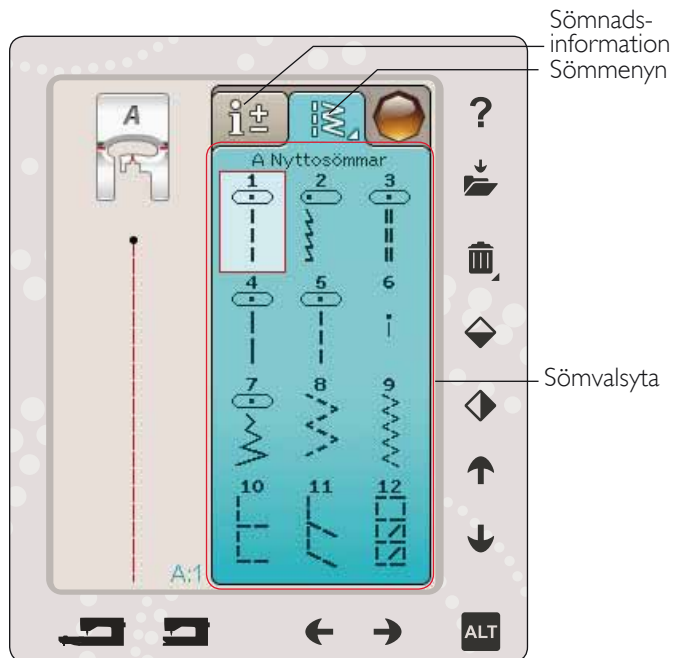 Sömnads-
information
Sömmenyn
A
i±
?
A Nyttosömmar
1 2 3
4 5 6
7 8 9
10 11 12
Sömvalsyta
A:1
ALT